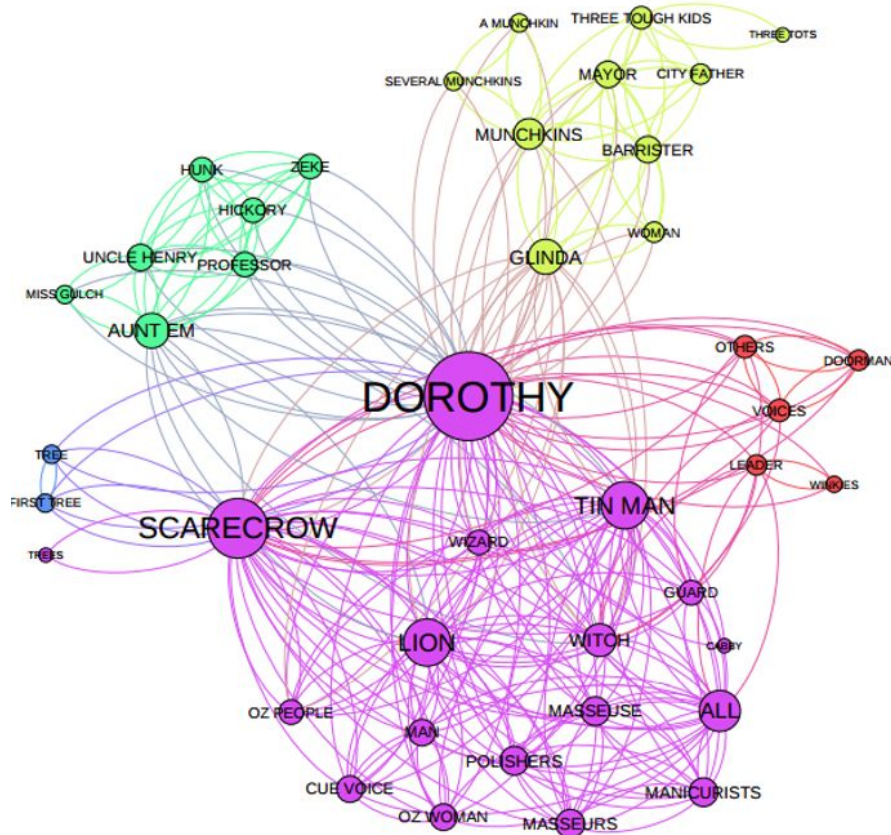 A MUNCHKIN
THREE TOUGH KIDS
THREE TOTS
SEVERAL MUNCHKINS
MAYOR
CITY FATHER
MUNCHKINS
BARRISTER
HUNK
ZEKE
HICKORY
WOMAN
UNCLE HENRY
PROFESSOR
GLINDA
MISS GULCH
AUNT EM
OTHERS
DOORMAN
DOROTHY
VOICES
TREE
LEADER
WINKIES
FIRST TREE
SCARECROW
TIN MAN
WIZARD
TREES
GUARD
LION
WITCH
CABBY
OZ PEOPLE
MASSEUSE
ALL
MAN
POLISHERS
CUE VOICE
MANICURISTS
OZ WOMAN
MASSEURS